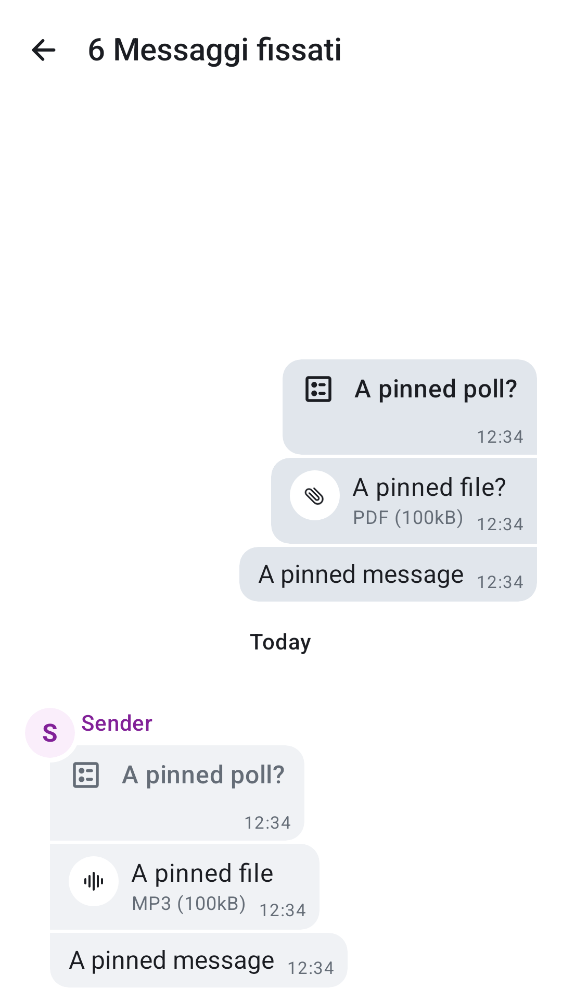 6 Messaggi fissati
A pinned poll?
12:34
A pinned file?
PDF (100kB) 12:34
A pinned message 12:34
Today
S Sender
A pinned poll?
12:34
A pinned file
MP3 (100kB) 12:34
A pinned message 12:34